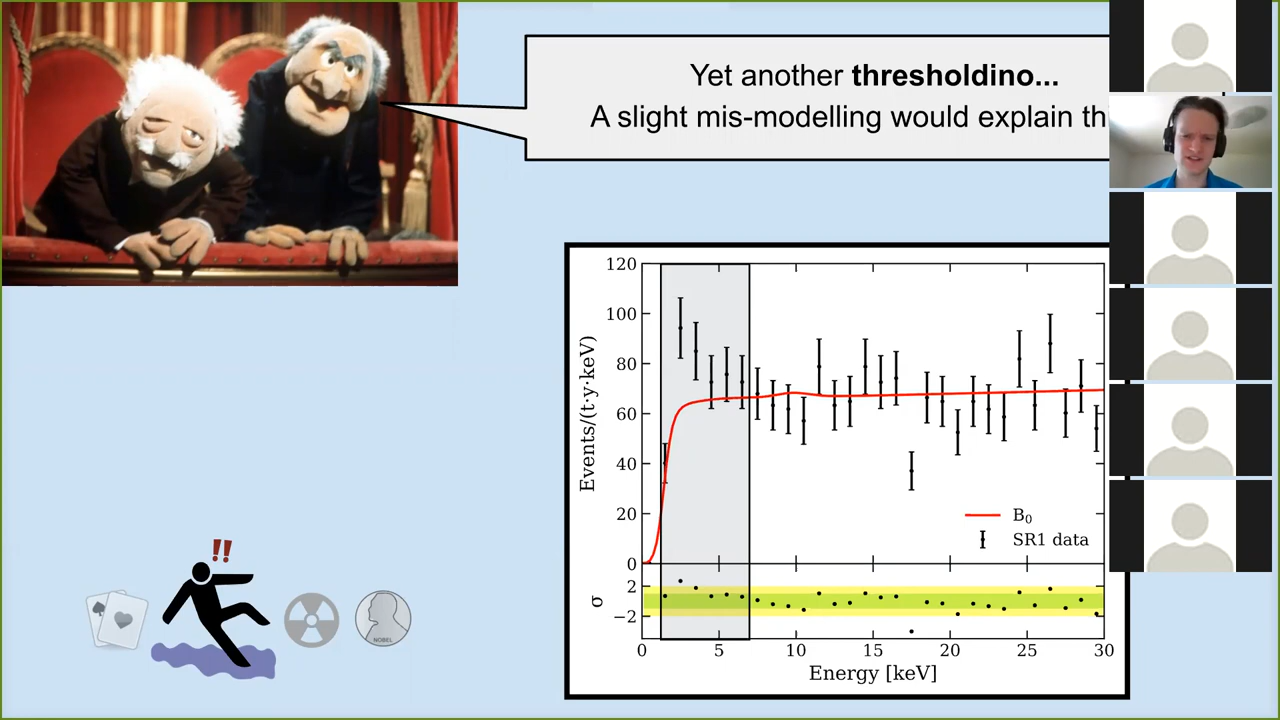 Yet another thresholdino...
A slight mis-modelling would explain th
120
100
80
60
40
20
0
Events/(t·y·keV)
B₀
SR1 data
2
−2
σ
0 5 10 15 20 25 30
Energy [keV]
!!
NOBEL